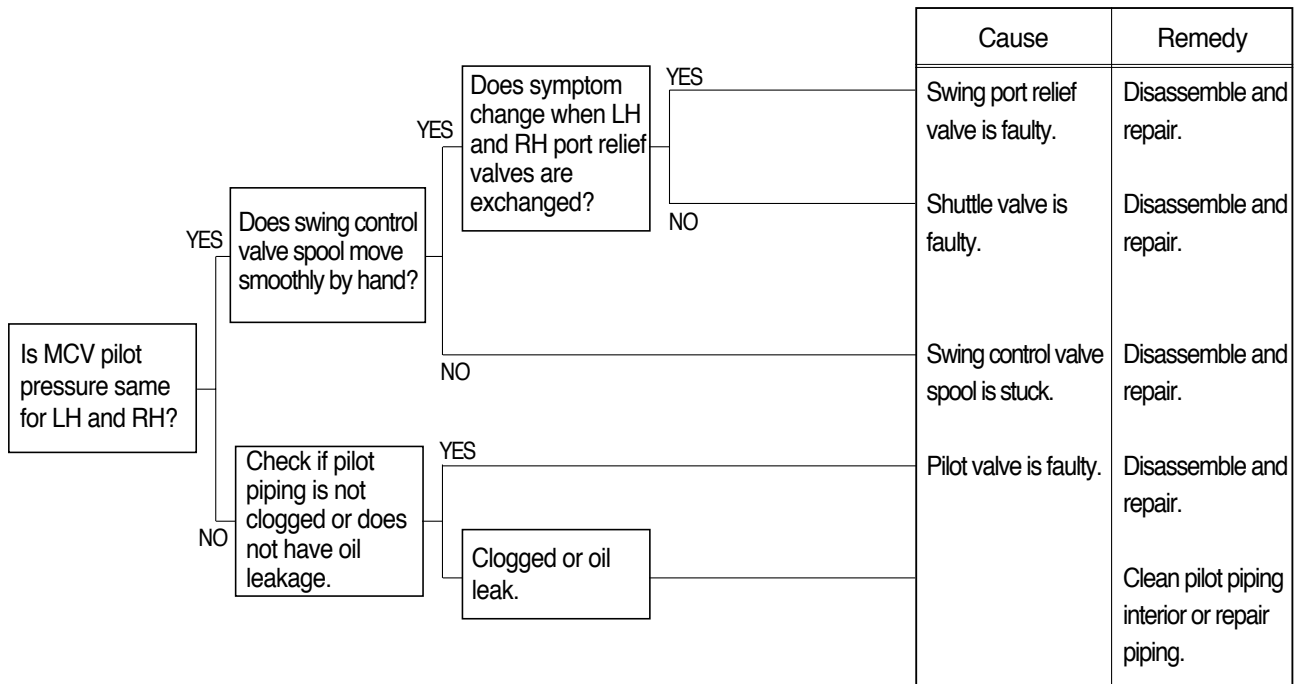 Cause
Remedy
Does symptom
change when LH
and RH port relief
valves are
exchanged?
YES
YES
Swing port relief
valve is faulty.
Disassemble and
repair.
NO
Shuttle valve is
faulty.
Disassemble and
repair.
Does swing control
valve spool move
smoothly by hand?
YES
NO
Swing control valve
spool is stuck.
Disassemble and
repair.
Is MCV pilot
pressure same
for LH and RH?
Check if pilot
piping is not
clogged or does
not have oil
leakage.
NO
YES
Pilot valve is faulty.
Disassemble and
repair.
Clogged or oil
leak.
Clean pilot piping
interior or repair
piping.